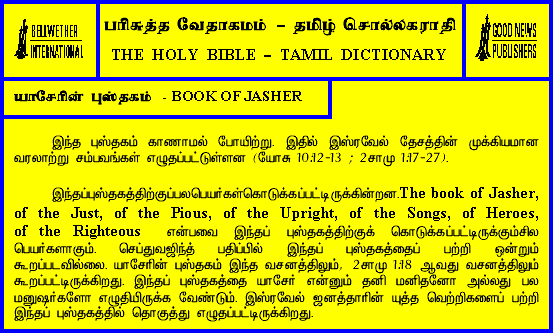 BELLWETHER
INTERNATIONAL
பரிசுத்த வேதாகமம் – தமிழ் சொல்லகராதி
THE HOLY BIBLE – TAMIL DICTIONARY
GOOD NEWS
PUBLISHERS
யாசேரின் புஸ்தகம் - BOOK OF JASHER
இந்த புஸ்தகம் காணாமல் போயிற்று. இதில் இஸ்ரவேல் தேசத்தின் முக்கியமான
வரலாற்று சம்பவங்கள் எழுதப்பட்டுள்ளன (யோசு 10:12-13 ; 2சாமு 1:17-27).
இந்தப்புஸ்தகத்திற்குப்பலபெயர்கள்கொடுக்கப்பட்டிருக்கின்றன.The book of Jasher,
of the Just, of the Pious, of the Upright, of the Songs, of Heroes,
of the Righteous என்பவை இந்தப் புஸ்தகத்திற்குக் கொடுக்கப்பட்டிருக்கும்சில
பெயர்களாகும். செப்துவஜிந்த் பதிப்பில் இந்தப் புஸ்தகத்தைப் பற்றி ஒன்றும்
கூறப்படவில்லை. யாசேரின் புஸ்தகம் இந்த வசனத்திலும், 2சாமு 1:18 ஆவது வசனத்திலும்
கூறப்பட்டிருக்கிறது. இந்தப் புஸ்தகத்தை யாசேர் என்னும் தனி மனிதனோ அல்லது பல
மனுஷர்களோ எழுதியிருக்க வேண்டும். இஸ்ரவேல் ஜனத்தாரின் யுத்த வெற்றிகளைப் பற்றி
இந்தப் புஸ்தகத்தில் தொகுத்து எழுதப்பட்டிருக்கிறது.